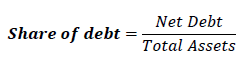 Share of debt = Net Debt / Total Assets